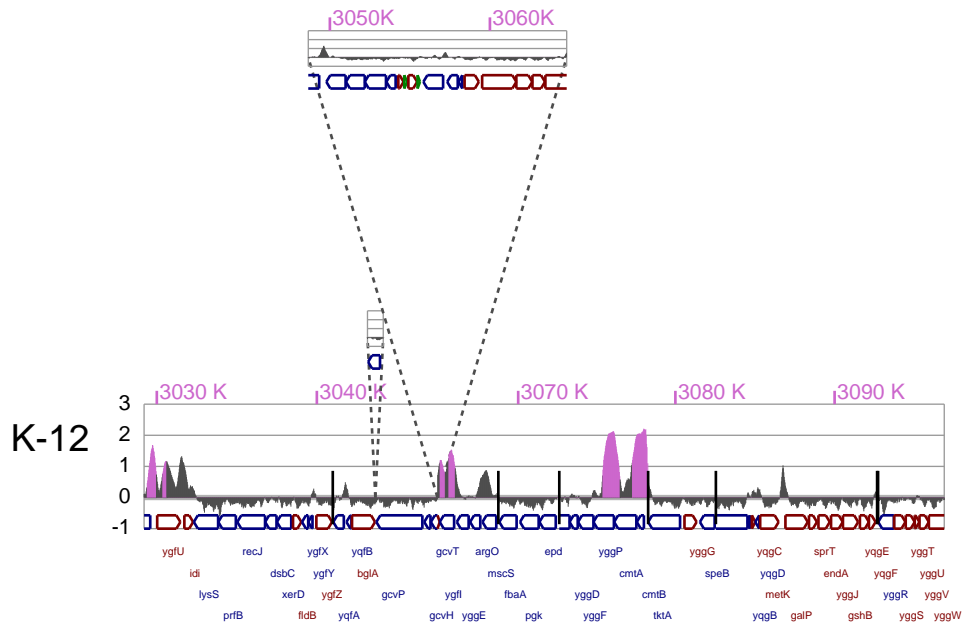 3050K 3060K
3030 K 3040 K 3070 K 3080 K 3090 K
3
2
K-12
1
0
-1
ygfU recJ ygfX yqfB gcvT argO epd yggP yggG yqgC sprT yqgE yggT
idi dsbC ygfY bglA mscS cmtA speB yqgD endA yqgF yggU
lysS xerD ygfZ gcvP ygfI fbaA yggD cmtB metK yggJ yggR yggV
prfB fldB yqfA gcvH yggE pgk yggF tktA yqgB galP gshB yggS yggW